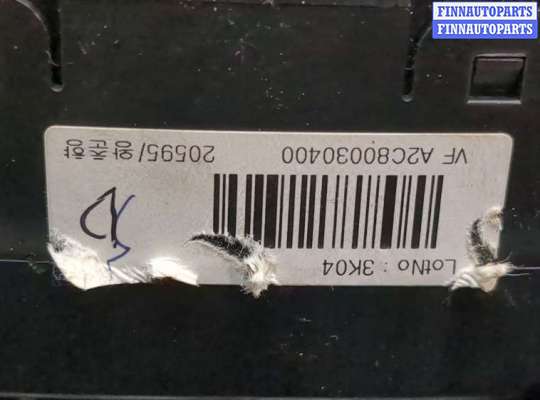 FINNAUTOPARTS
FINNAUTOPARTS
LotNo : 3K04
VF A2C80030400 20595/